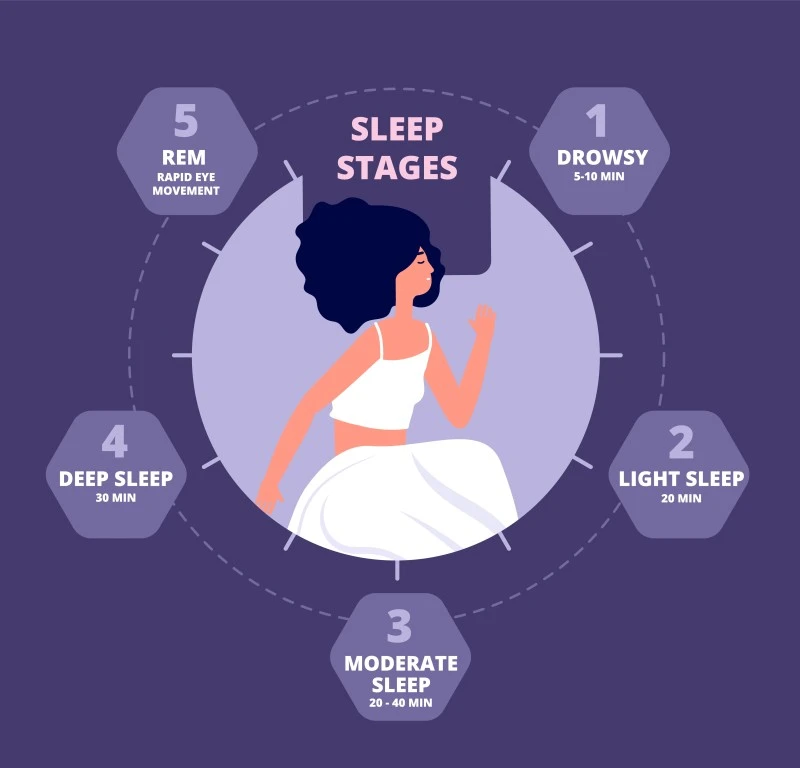 SLEEP
STAGES
1
DROWSY
5-10 MIN
2
LIGHT SLEEP
20 MIN
3
MODERATE
SLEEP
20 - 40 MIN
4
DEEP SLEEP
30 MIN
5
REM
RAPID EYE
MOVEMENT